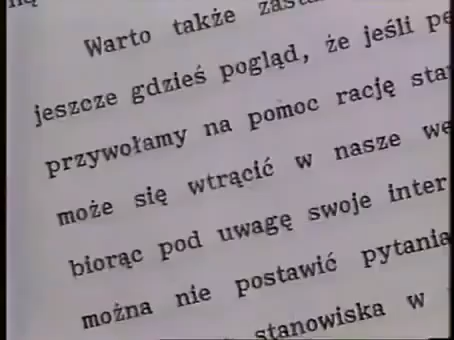 Warto także
jeszcze gdzieś pogląd, że jeśli
przywołamy na pomoc rację
może się wtrącić w nasze
biorąc pod uwagę swoje
można nie postawić pytania
stanowiska w